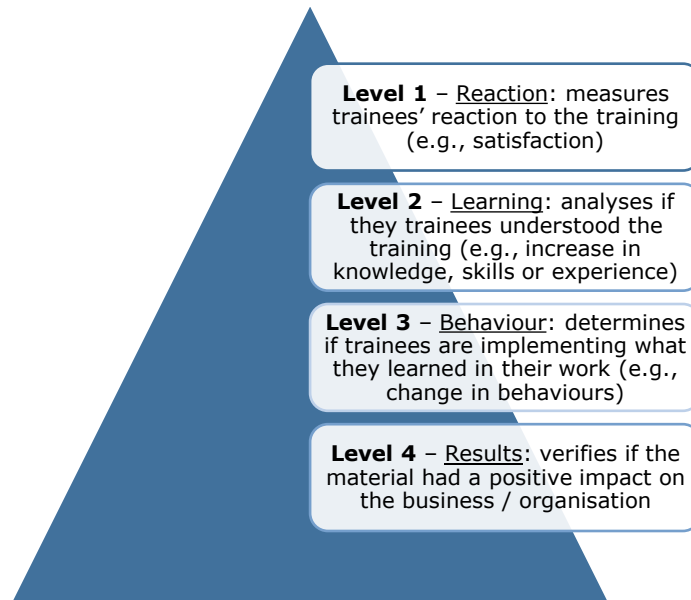 Level 1 – Reaction: measures
trainees’ reaction to the training
(e.g., satisfaction)
Level 2 – Learning: analyses if
they trainees understood the
training (e.g., increase in
knowledge, skills or experience)
Level 3 – Behaviour: determines
if trainees are implementing what
they learned in their work (e.g.,
change in behaviours)
Level 4 – Results: verifies if the
material had a positive impact on
the business / organisation